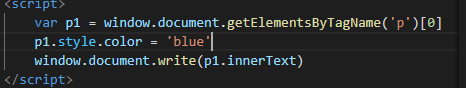 <script>
var p1 = window.document.getElementsByTagName('p')[0]
p1.style.color = 'blue'
window.document.write(p1.innerText)
</script>